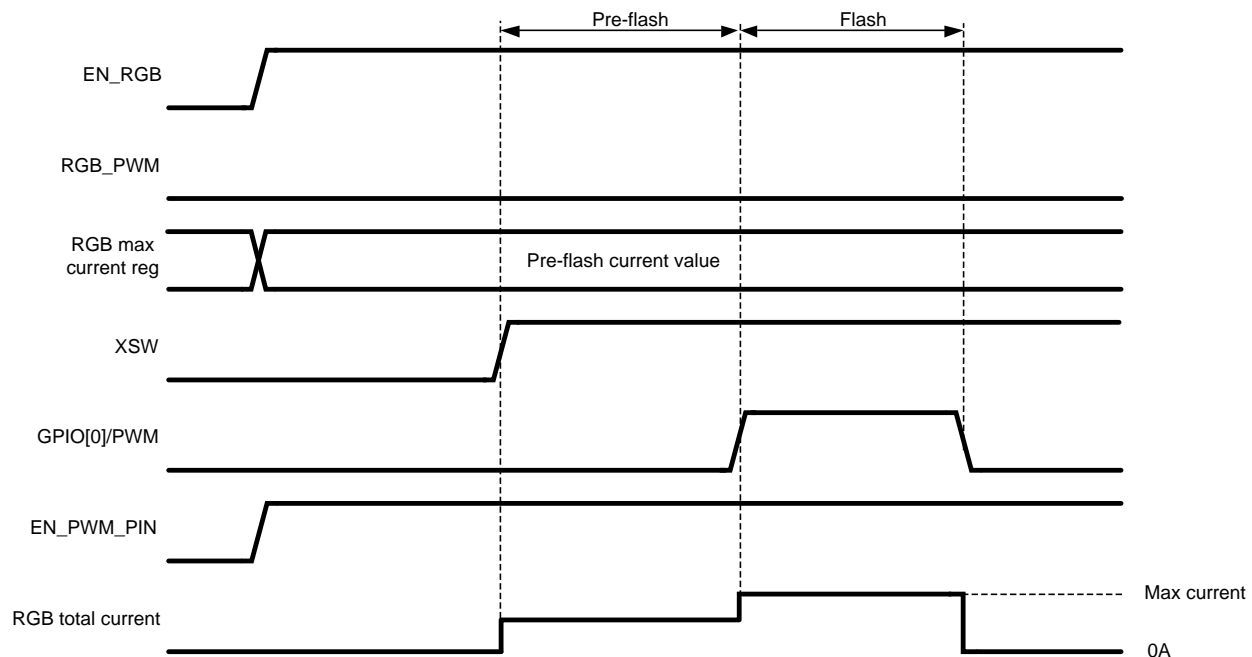 Pre-flash
Flash
EN_RGB
RGB_PWM
RGB max
current reg
Pre-flash current value
XSW
GPIO[0]/PWM
EN_PWM_PIN
RGB total current
Max current
0A